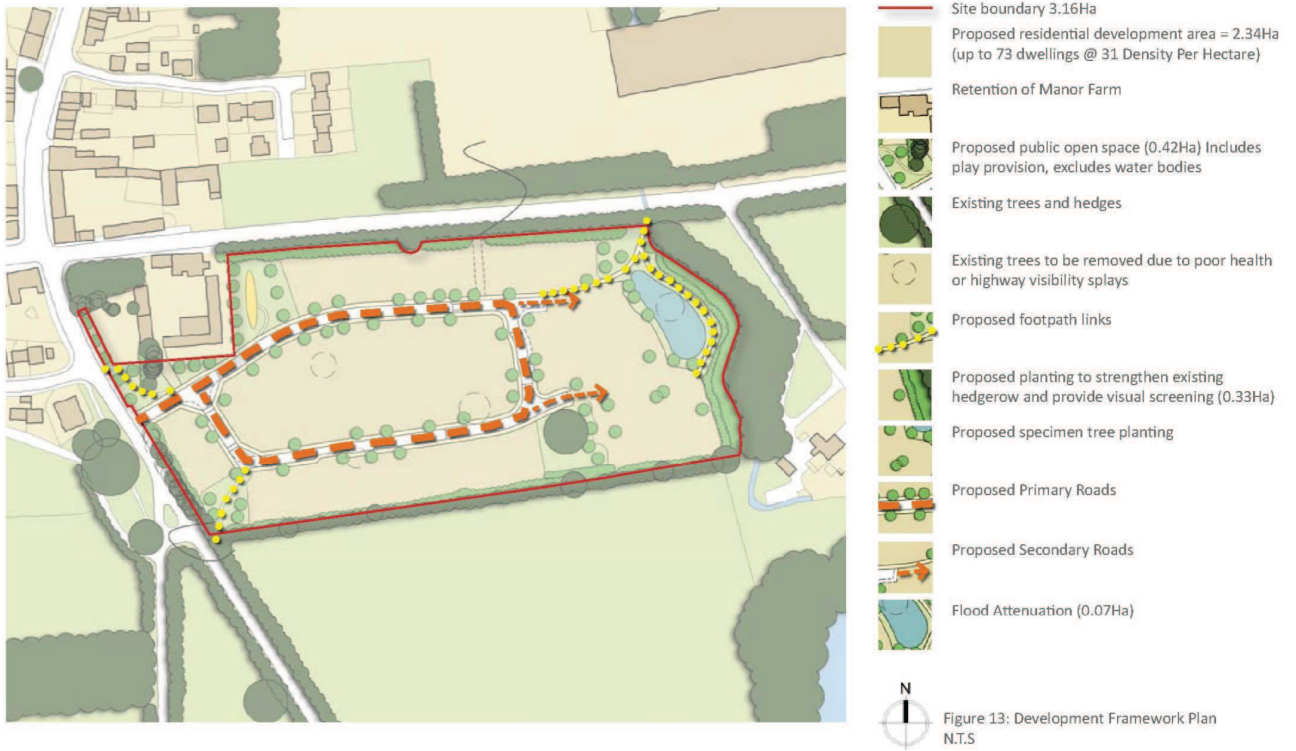 Site boundary 3.16Ha
Proposed residential development area = 2.34Ha
(up to 73 dwellings @ 31 Density Per Hectare)
Retention of Manor Farm
Proposed public open space (0.42Ha) Includes
play provision, excludes water bodies
Existing trees and hedges
Existing trees to be removed due to poor health
or highway visibility splays
Proposed footpath links
Proposed planting to strengthen existing
hedgerow and provide visual screening (0.33Ha)
Proposed specimen tree planting
Proposed Primary Roads
Proposed Secondary Roads
Flood Attenuation (0.07Ha)
N
Figure 13: Development Framework Plan
N.T.S